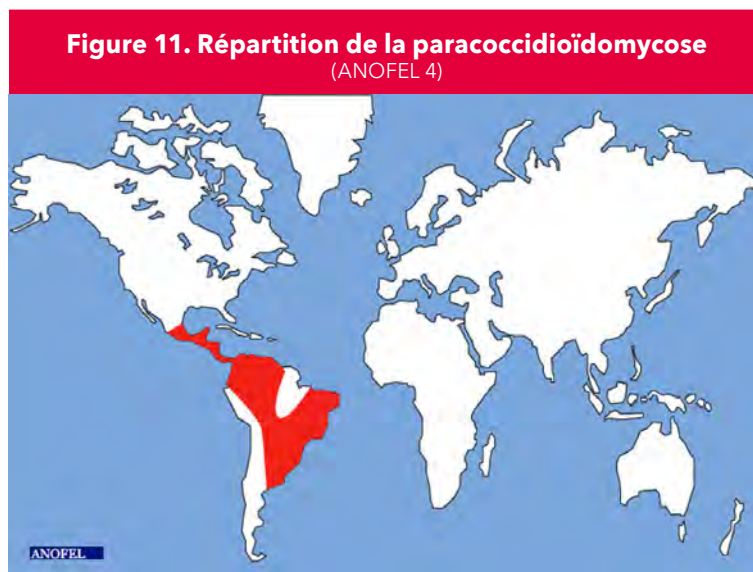 Figure 11. Répartition de la paracoccidioïdomycose
(ANOFEL 4)
ANOFEL